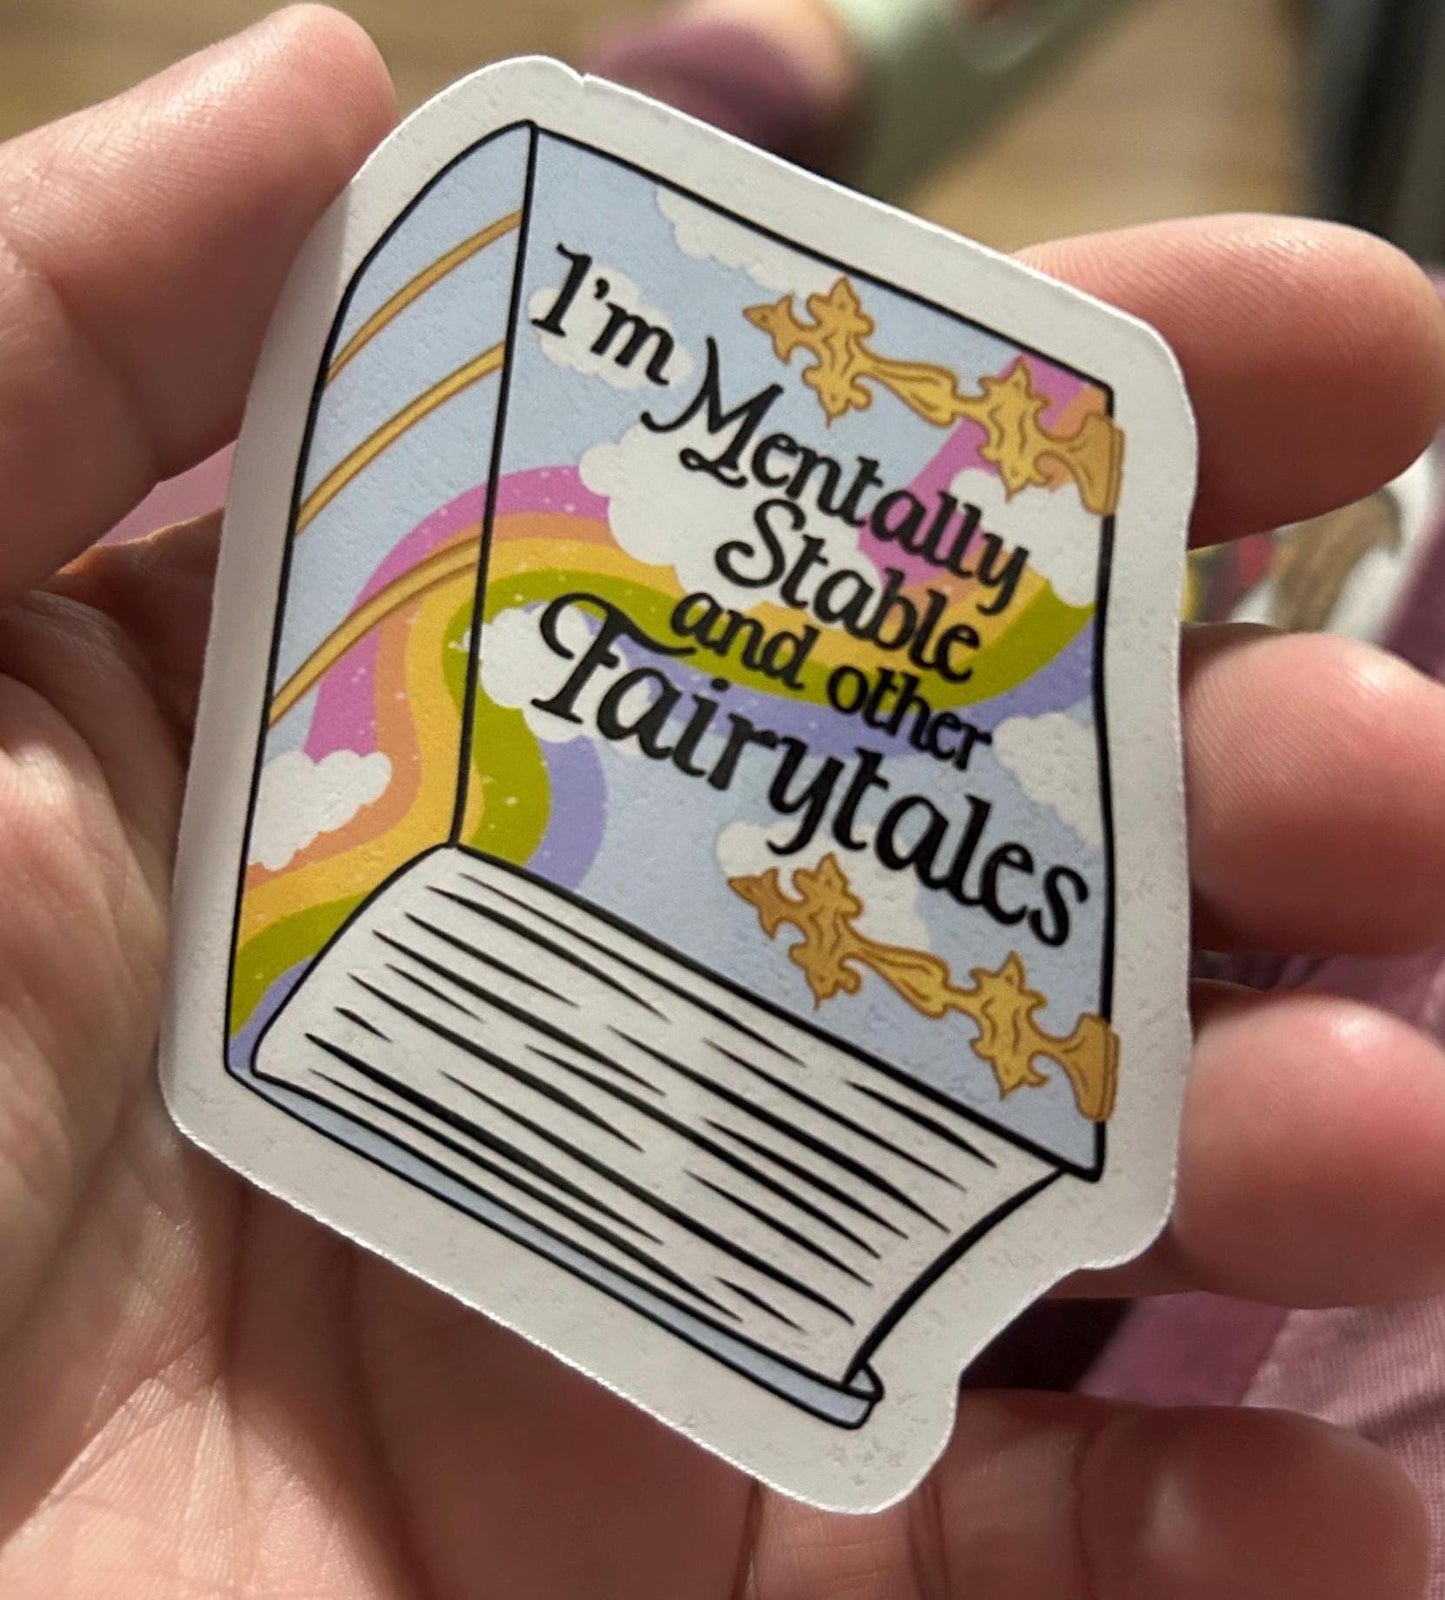 I'm
Mentally
Stable
and other
Fairytales